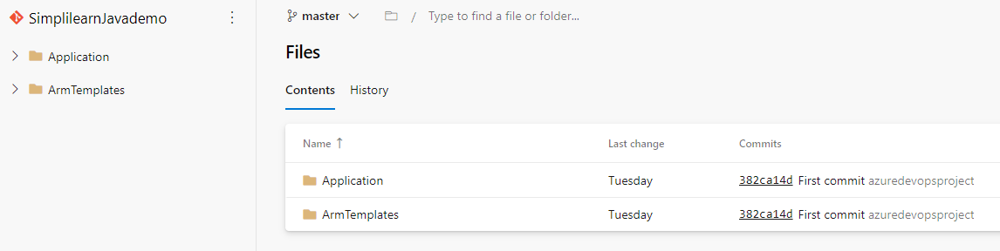 SimplilearnJavademo
Application
ArmTemplates
master / Type to find a file or folder...
Files
Contents History
Name ↑ Last change Commits
Application Tuesday 382ca14d First commit azuredevopsproject
ArmTemplates Tuesday 382ca14d First commit azuredevopsproject